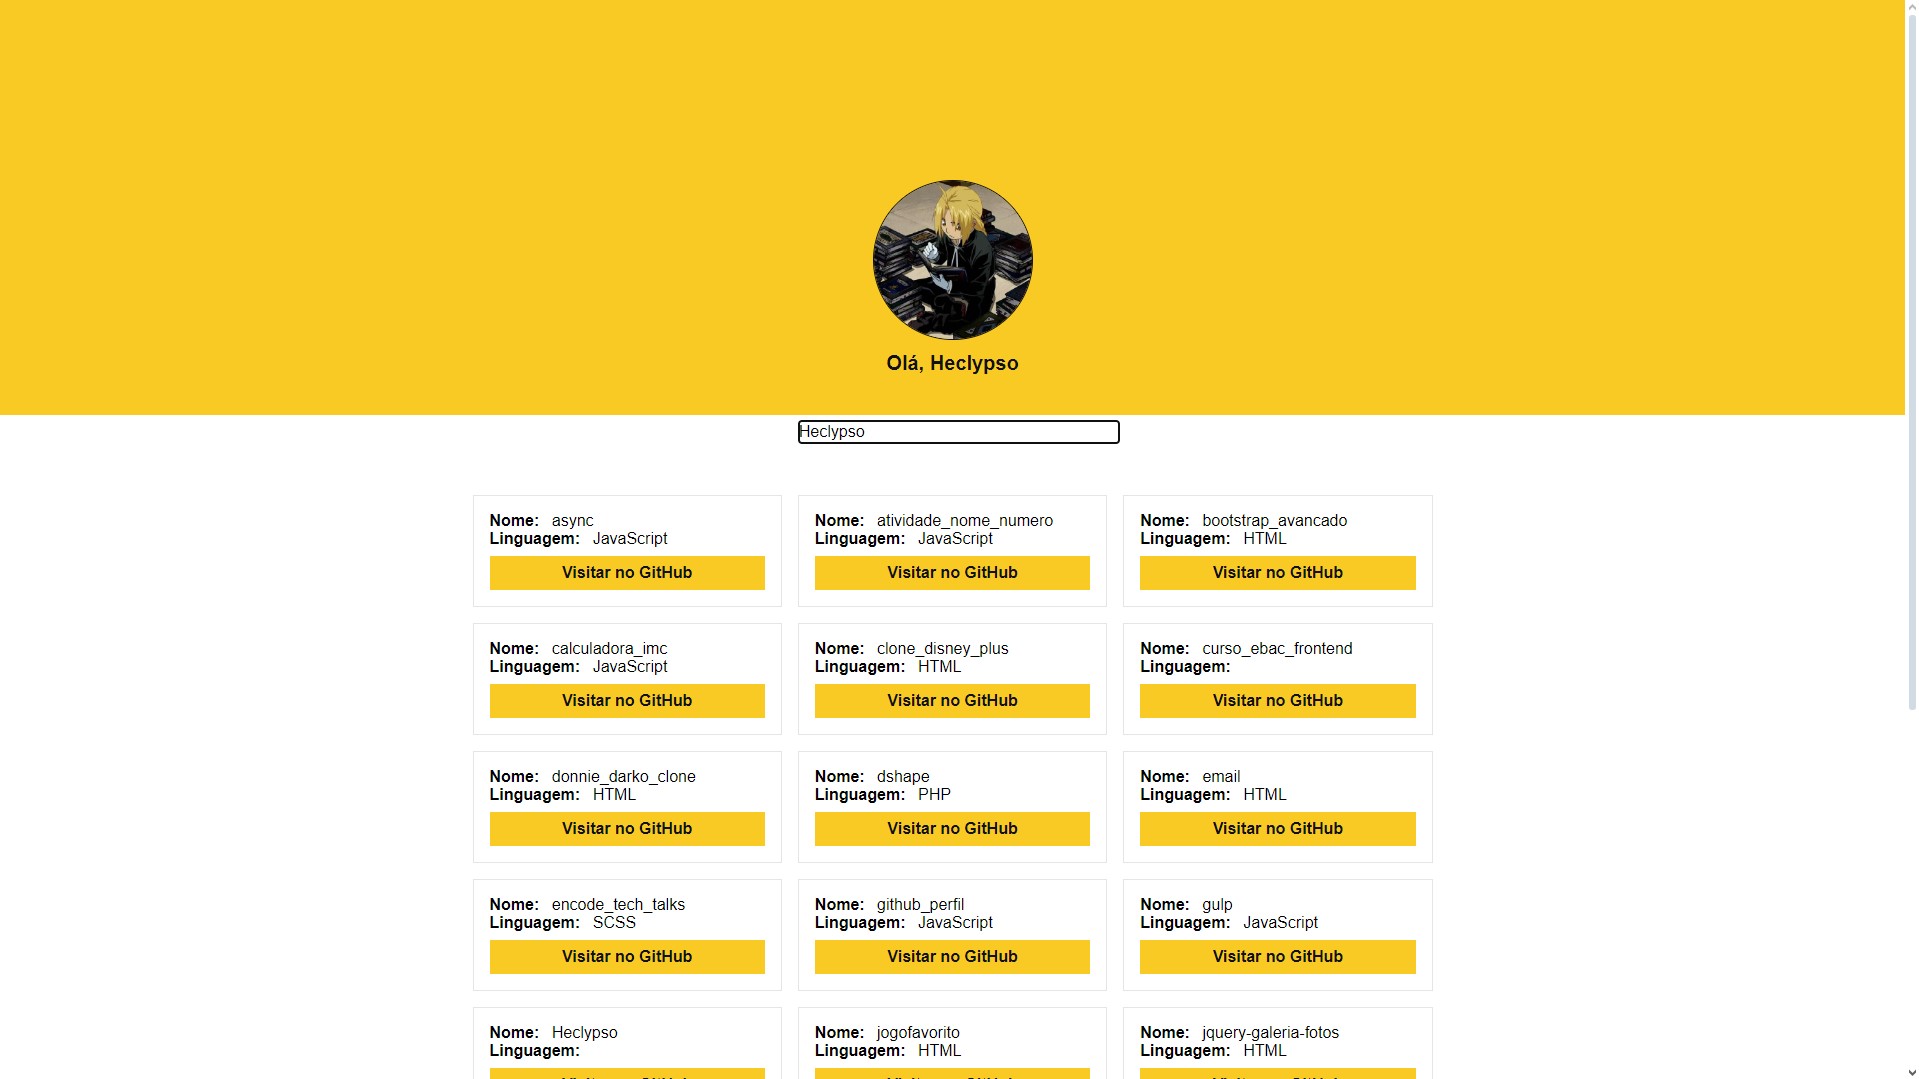 Olá, Heclypso
Heclypso
Nome: async
Linguagem: JavaScript
Visitar no GitHub
Nome: atividade_nome_numero
Linguagem: JavaScript
Visitar no GitHub
Nome: bootstrap_avancado
Linguagem: HTML
Visitar no GitHub
Nome: calculadora_imc
Linguagem: JavaScript
Visitar no GitHub
Nome: clone_disney_plus
Linguagem: HTML
Visitar no GitHub
Nome: curso_ebac_frontend
Linguagem:
Visitar no GitHub
Nome: donnie_darko_clone
Linguagem: HTML
Visitar no GitHub
Nome: dshape
Linguagem: PHP
Visitar no GitHub
Nome: email
Linguagem: HTML
Visitar no GitHub
Nome: encode_tech_talks
Linguagem: SCSS
Visitar no GitHub
Nome: github_perfil
Linguagem: JavaScript
Visitar no GitHub
Nome: gulp
Linguagem: JavaScript
Visitar no GitHub
Nome: Heclypso
Linguagem:
Nome: jogofavorito
Linguagem: HTML
Nome: jquery-galeria-fotos
Linguagem: HTML